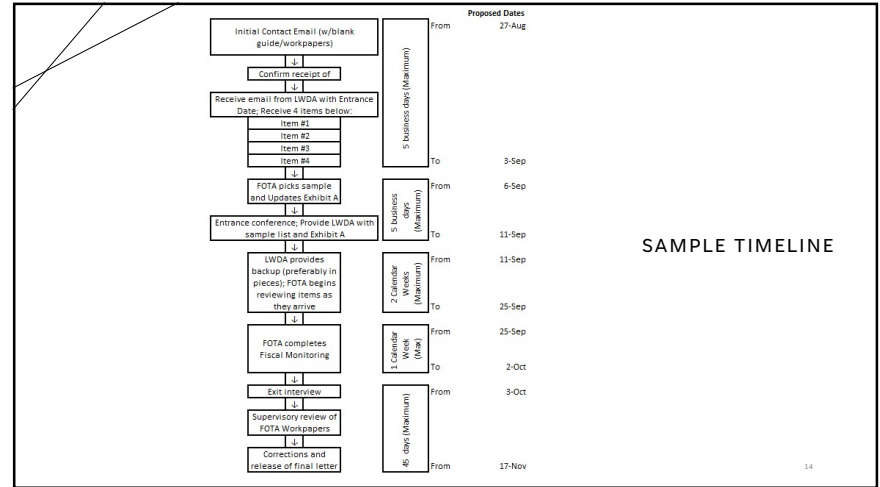 Proposed Dates
Initial Contact Email (w/blank
guide/workpapers)
↓
Confirm receipt of
↓
Receive email from LWDA with Entrance
Date; Receive 4 items below:
Item #1
Item #2
Item #3
Item #4
5 business days (Maximum)
From 27-Aug
To 3-Sep
↓
FOTA picks sample
and Updates Exhibit A
↓
Entrance conference; Provide LWDA with
sample list and Exhibit A
5 business
days
(Maximum)
From 6-Sep
To 11-Sep
↓
LWDA provides
backup (preferably in
pieces); FOTA begins
reviewing items as
they arrive
2 Calendar
Weeks
(Maximum)
From 11-Sep
To 25-Sep
↓
FOTA completes
Fiscal Monitoring
1 Calendar
Week
(Max)
From 25-Sep
To 2-Oct
↓
Exit interview
↓
Supervisory review of
FOTA Workpapers
↓
Corrections and
release of final letter
45 days (Maximum)
From 3-Oct
From 17-Nov
SAMPLE TIMELINE
14